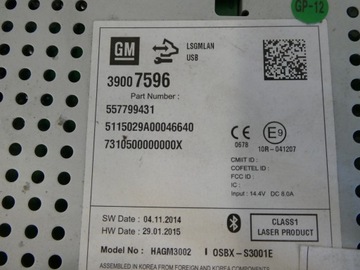 GP-12
GM
LSGMLAN
USB
3900 7596
Part Number :
557799431
5115029A00046640
7310500000000X
0678
E9
10R-041207
CMIIT ID :
COFETEL ID :
FCC ID :
IC :
Input : 14.4V DC 8.0A
SW Date : 04.11.2014
HW Date : 29.01.2015
CLASS1
LASER PRODUCT
Model No : HAGM3002 I OSBX-S3001E
ASSEMBLED IN KOREA FROM FOREIGN AND KOREA COMPONENTS